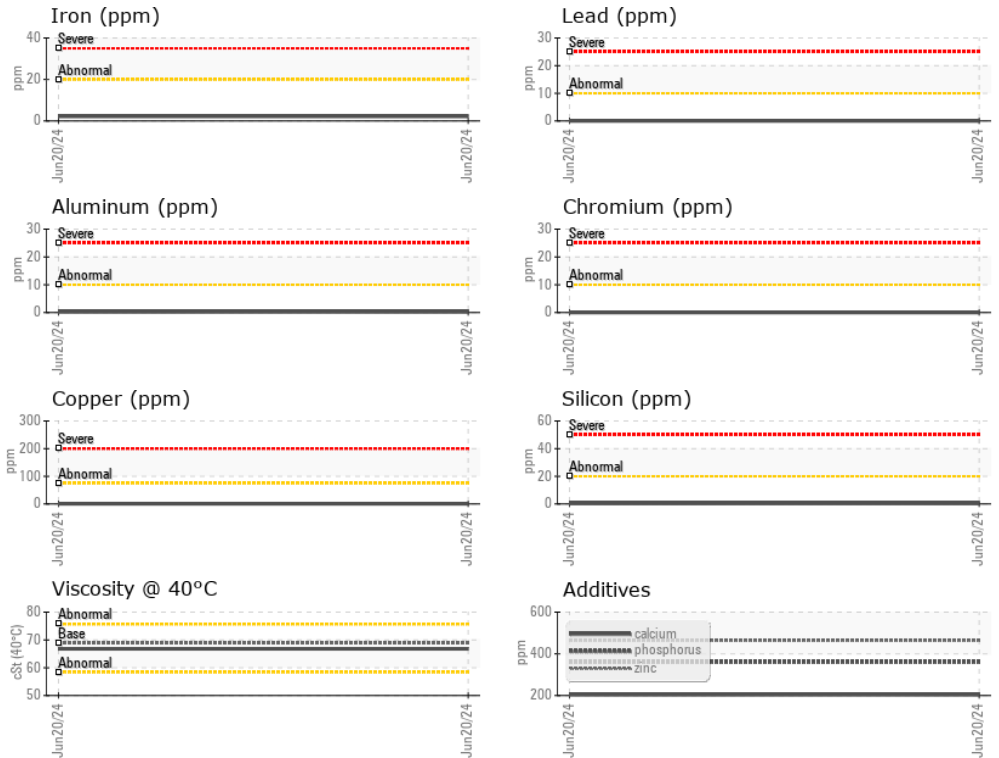 Iron (ppm)
40
Severe
Abnormal
20
0
ppm
Jun20/24
Jun20/24
Lead (ppm)
30
Severe
20
Abnormal
10
0
ppm
Jun20/24
Jun20/24
Aluminum (ppm)
30
Severe
20
Abnormal
10
0
ppm
Jun20/24
Jun20/24
Chromium (ppm)
30
Severe
20
Abnormal
10
0
ppm
Jun20/24
Jun20/24
Copper (ppm)
300
Severe
200
Abnormal
100
0
ppm
Jun20/24
Jun20/24
Silicon (ppm)
60
Severe
40
Abnormal
20
0
ppm
Jun20/24
Jun20/24
Viscosity @ 40°C
80
Abnormal
Base
70
Abnormal
60
50
cSt (40°C)
Jun20/24
Jun20/24
Additives
600
calcium
phosphorus
zinc
400
200
ppm
Jun20/24
Jun20/24